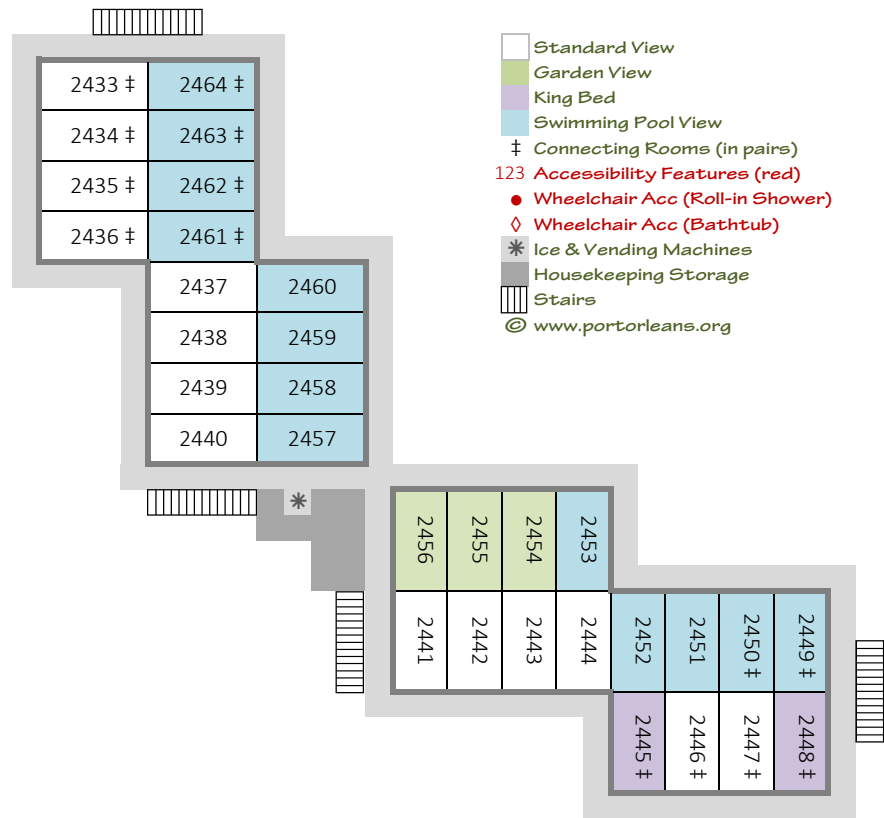 2433 ‡ 2464 ‡
2434 ‡ 2463 ‡
2435 ‡ 2462 ‡
2436 ‡ 2461 ‡
2437 2460
2438 2459
2439 2458
2440 2457
Standard View
Garden View
King Bed
Swimming Pool View
‡ Connecting Rooms (in pairs)
123 Accessibility Features (red)
● Wheelchair Acc (Roll-in Shower)
◊ Wheelchair Acc (Bathtub)
✳ Ice & Vending Machines
Housekeeping Storage
Stairs
© www.portorleans.org
✳
2456 2455 2454 2453
2441 2442 2443 2444
2452 2451 2450 ‡ 2449 ‡
2445 ‡ 2446 ‡ 2447 ‡ 2448 ‡